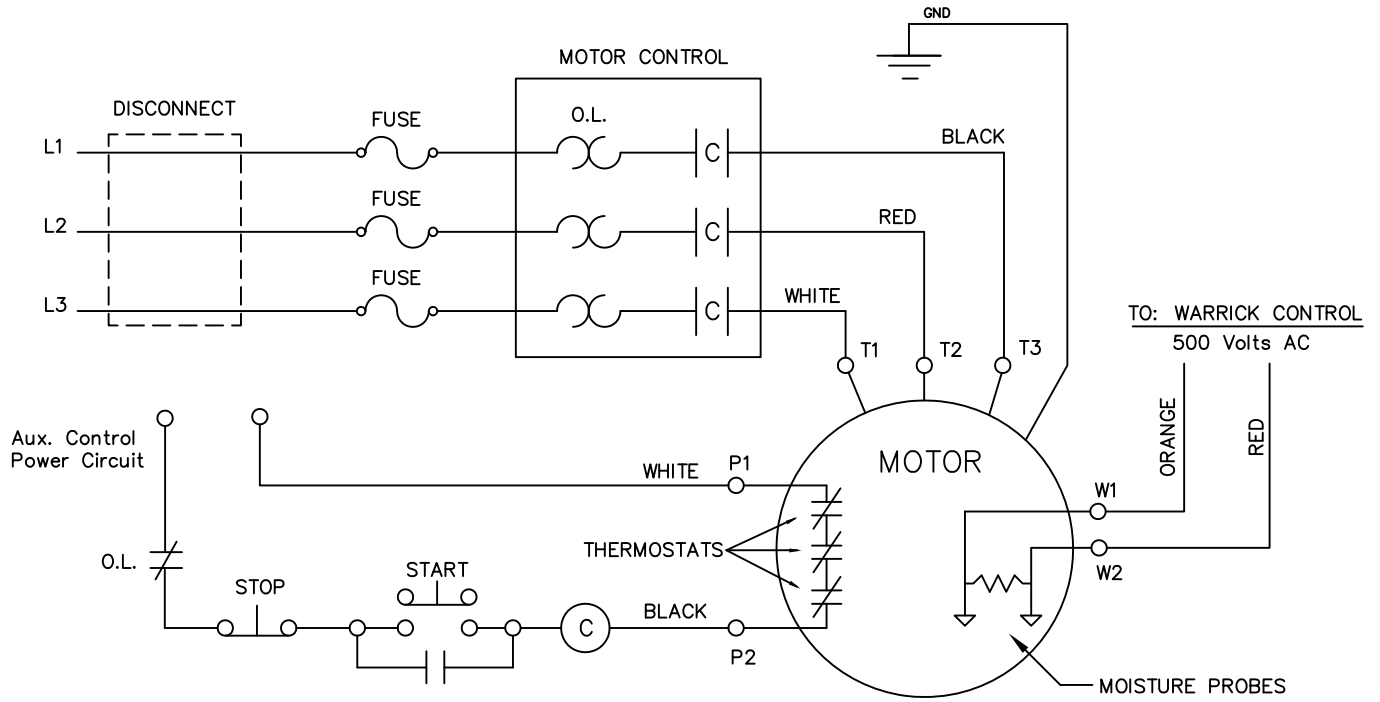 GND
MOTOR CONTROL
DISCONNECT
FUSE
O.L.
L1
C
BLACK
FUSE
L2
C
RED
FUSE
L3
C
WHITE
TO: WARRICK CONTROL
500 Volts AC
T1
T2
T3
ORANGE
RED
Aux. Control
Power Circuit
WHITE
P1
MOTOR
W1
THERMOSTATS
O.L.
W2
START
STOP
BLACK
C
P2
MOISTURE PROBES